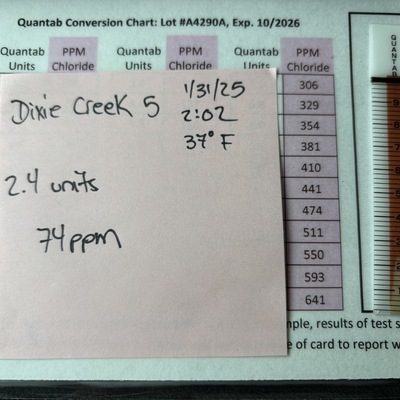 Quantab Conversion Chart: Lot #A4290A, Exp. 10/2026
Quantab Units PPM Chloride Quantab Units PPM Chloride Quantab Units PPM Chloride
Dixie Creek 5
1/31/25
2:02
37° F
2.4 units
74 ppm
306
329
354
381
410
441
474
511
550
593
641
mple, results of test s
e of card to report w
QUANTAB